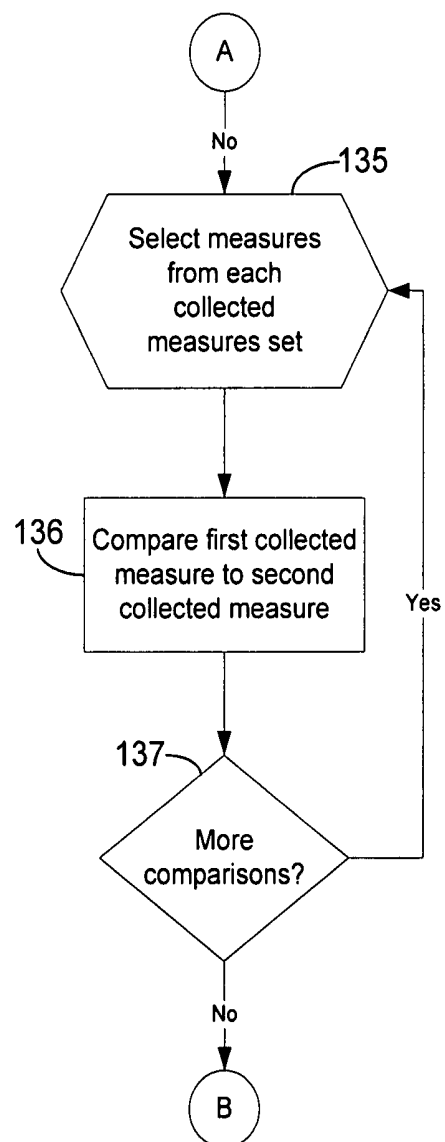 A
No
135
Select measures
from each
collected
measures set
136
Compare first collected
measure to second
collected measure
Yes
137
More
comparisons?
No
B